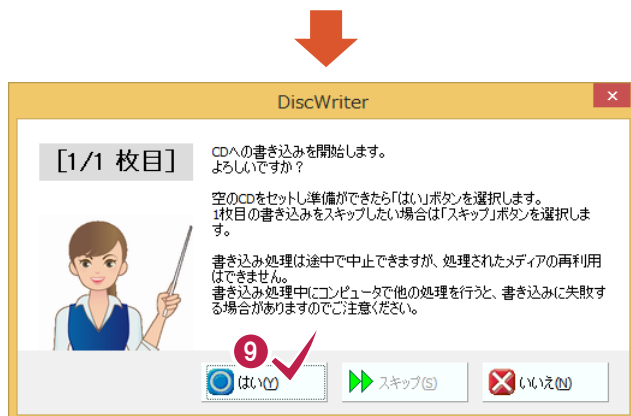 DiscWriter
[1/1 枚目]
CDへの書き込みを開始します。
よろしいですか？
空のCDをセットし準備ができたら「はい」ボタンを選択します。
1枚目の書き込みをスキップしたい場合は「スキップ」ボタンを選択しま
す。
書き込み処理は途中で中止できますが、処理されたメディアの再利用
はできません。
書き込み処理中にコンピュータで他の処理を行うと、書き込みに失敗す
る場合がありますのでご注意ください。
9
はい(Y)
スキップ(S)
いいえ(N)